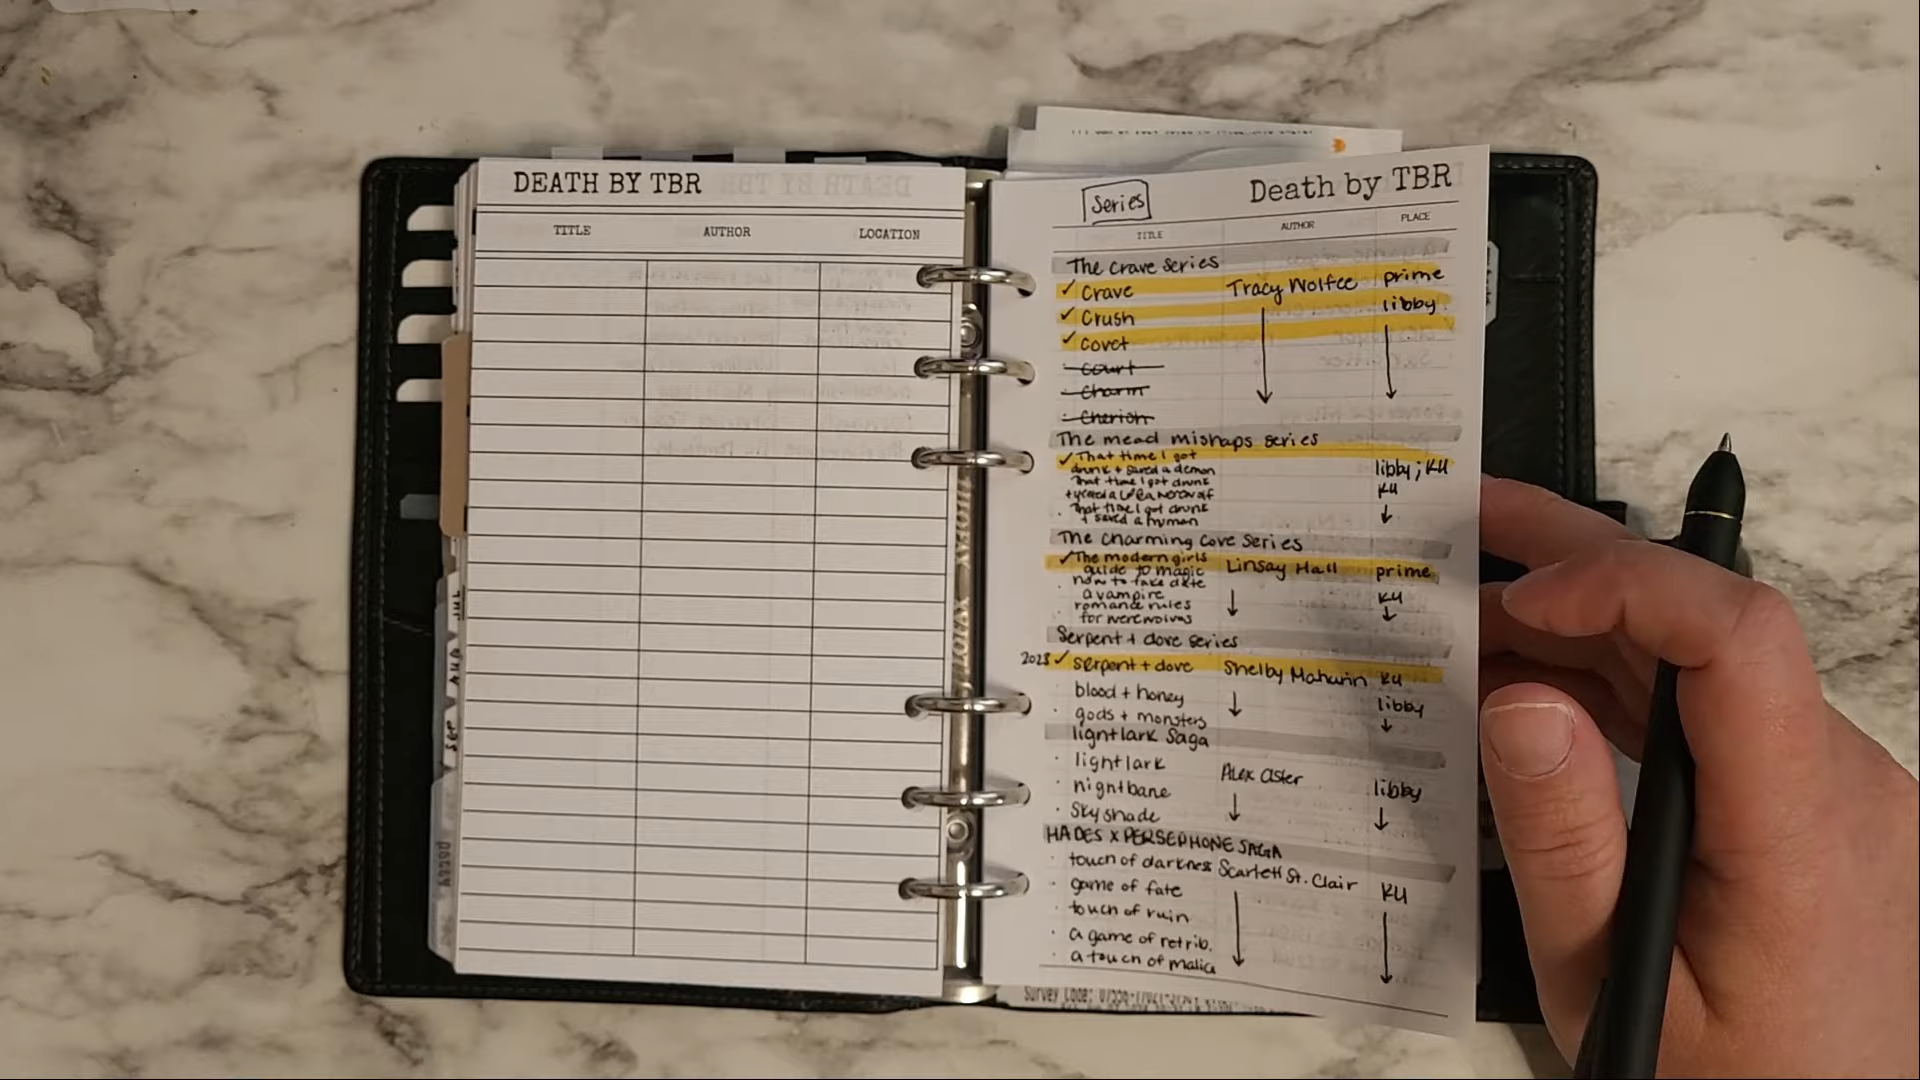 DEATH BY TBR
TITLE AUTHOR LOCATION
JUL
AUG
SEP
Series
Death by TBR
TITLE AUTHOR PLACE
The crave series
✓ Crave Tracy Wolfee prime
✓ Crush libby
✓ Covet
· Court
· Charm
· Cherish
The mead mishaps series
✓ That time I got
drunk + saved a demon libby; KU
That time I got drunk KU
· That time I got drunk
+ saved a human
The Charming Cove Series
✓ The modern girls
guide to magic Linsay Hall prime
how to fake date
a vampire KU
· romance rules
for werewolves
Serpent + dove series
2023 ✓ serpent + dove Shelby Mahurin KU
· blood + honey libby
· gods + monsters
lightlark Saga
· lightlark Alex Aster libby
· nightbane
· Skyshade
HADES X PERSEPHONE SAGA
· touch of darkness Scarlett St. Clair KU
· game of fate
· touch of ruin
· a game of retrib.
· a touch of malice
Survey Code: